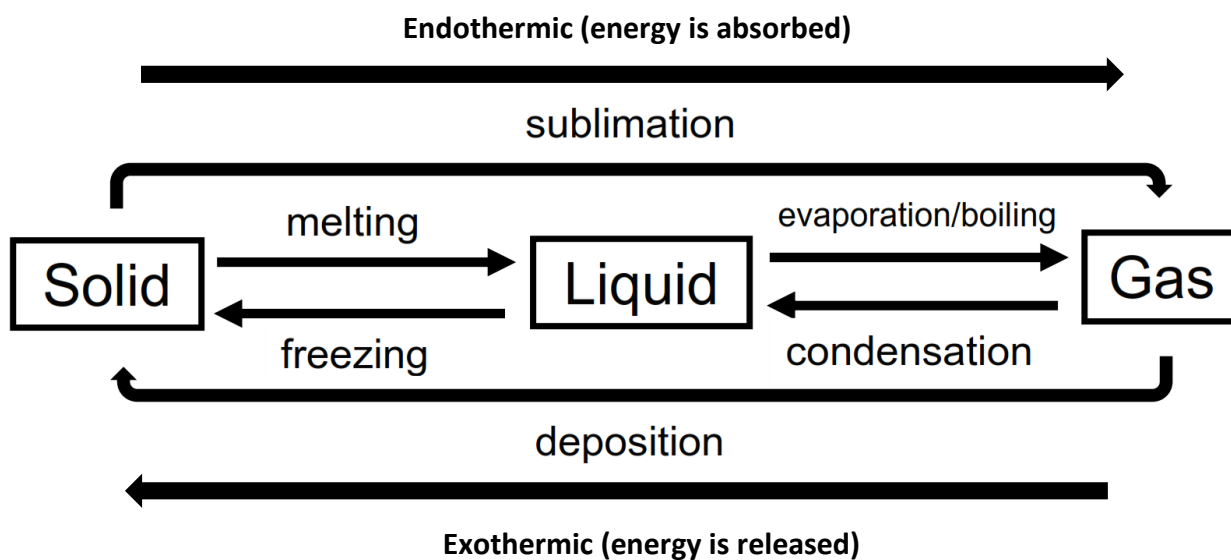 Endothermic (energy is absorbed)
sublimation
melting
evaporation/boiling
Solid
Liquid
Gas
freezing
condensation
deposition
Exothermic (energy is released)